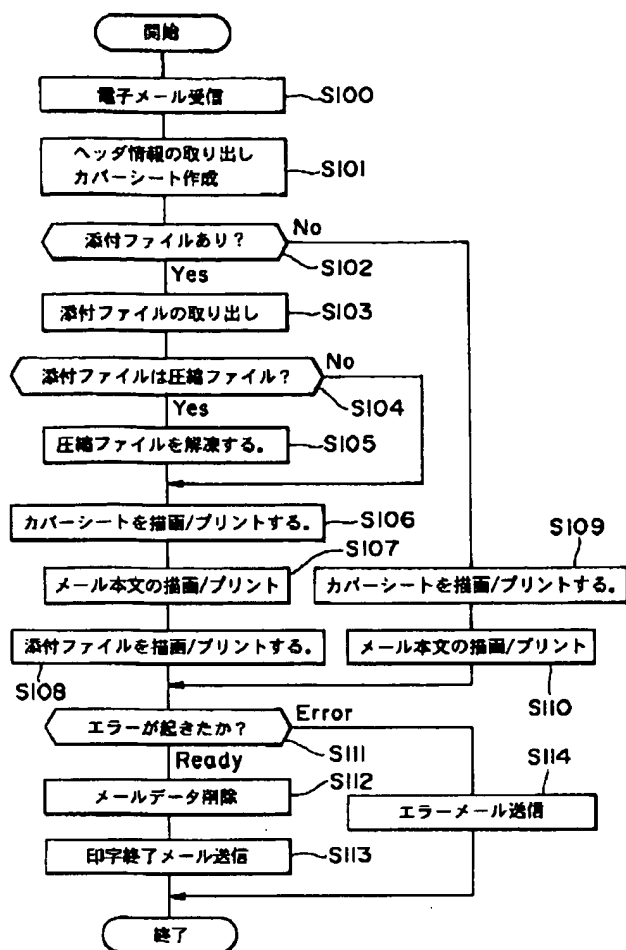 開始
電子メール受信
S100
ヘッダ情報の取り出し
カバーシート作成
S101
添付ファイルあり？
No
S102
Yes
添付ファイルの取り出し
S103
添付ファイルは圧縮ファイル？
No
S104
Yes
圧縮ファイルを解凍する。
S105
カバーシートを描画/プリントする。
S106
S109
S107
メール本文の描画/プリント
カバーシートを描画/プリントする。
添付ファイルを描画/プリントする。
メール本文の描画/プリント
S108
S110
エラーが起きたか？
Error
S111
Ready
S112
S114
メールデータ削除
エラーメール送信
印字終了メール送信
S113
終了